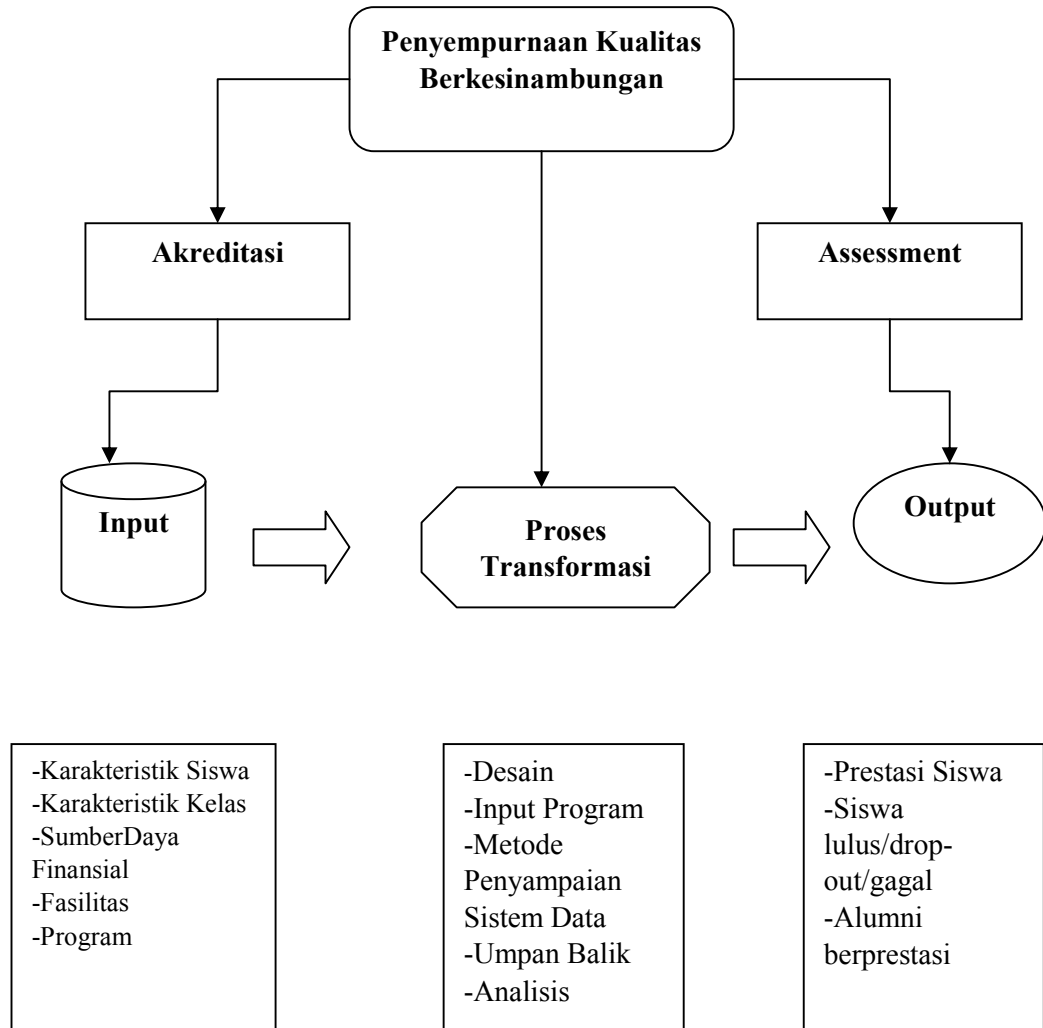 Penyempurnaan Kualitas
Berkesinambungan
Akreditasi
Assessment
Input
Proses
Transformasi
Output
-Karakteristik Siswa
-Karakteristik Kelas
-SumberDaya
Finansial
-Fasilitas
-Program
-Desain
-Input Program
-Metode
Penyampaian
Sistem Data
-Umpan Balik
-Analisis
-Prestasi Siswa
-Siswa
lulus/drop-
out/gagal
-Alumni
berprestasi